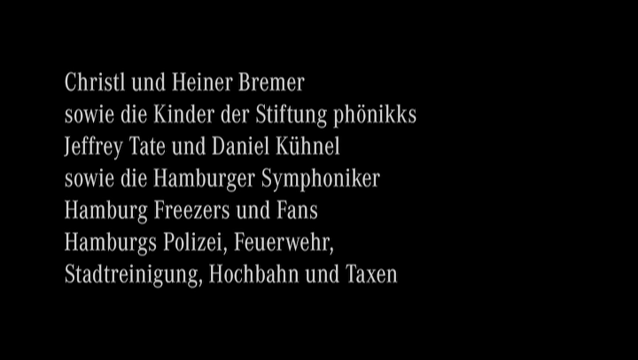 Christl und Heiner Bremer
sowie die Kinder der Stiftung phönikks
Jeffrey Tate und Daniel Kühnel
sowie die Hamburger Symphoniker
Hamburg Freezers und Fans
Hamburgs Polizei, Feuerwehr,
Stadtreinigung, Hochbahn und Taxen